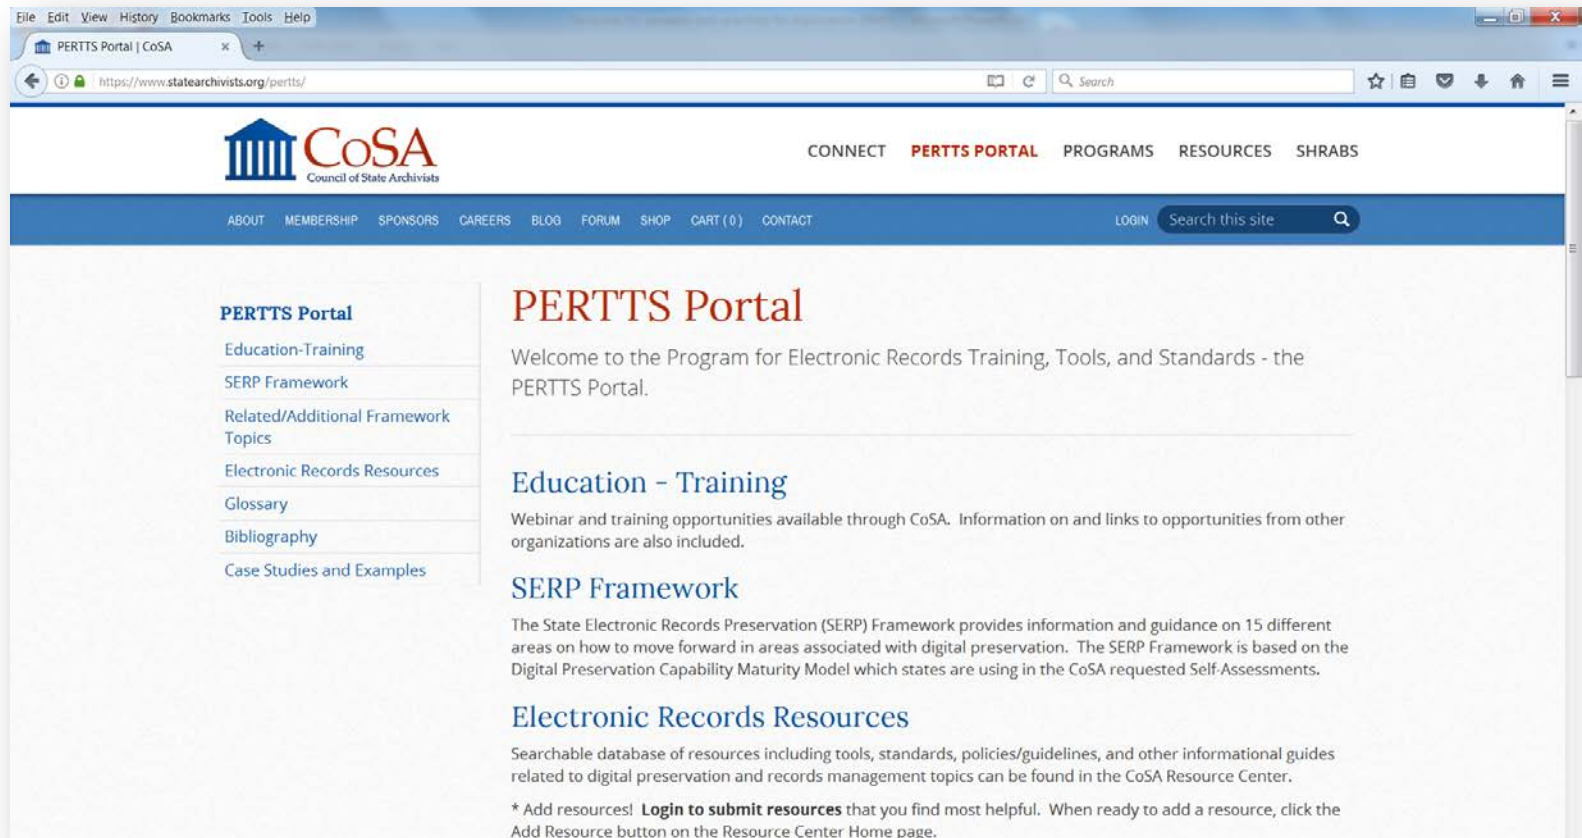 File Edit View History Bookmarks Tools Help
PERTTS Portal | CoSA
https://www.statearchivists.org/pertts/
Search
CoSA
Council of State Archivists
CONNECT PERTTS PORTAL PROGRAMS RESOURCES SHRABS
ABOUT MEMBERSHIP SPONSORS CAREERS BLOG FORUM SHOP CART ( 0 ) CONTACT
LOGIN Search this site
PERTTS Portal
Education-Training
SERP Framework
Related/Additional Framework
Topics
Electronic Records Resources
Glossary
Bibliography
Case Studies and Examples
PERTTS Portal
Welcome to the Program for Electronic Records Training, Tools, and Standards - the
PERTTS Portal.
Education - Training
Webinar and training opportunities available through CoSA. Information on and links to opportunities from other
organizations are also included.
SERP Framework
The State Electronic Records Preservation (SERP) Framework provides information and guidance on 15 different
areas on how to move forward in areas associated with digital preservation. The SERP Framework is based on the
Digital Preservation Capability Maturity Model which states are using in the CoSA requested Self-Assessments.
Electronic Records Resources
Searchable database of resources including tools, standards, policies/guidelines, and other informational guides
related to digital preservation and records management topics can be found in the CoSA Resource Center.
* Add resources! Login to submit resources that you find most helpful. When ready to add a resource, click the
Add Resource button on the Resource Center Home page.